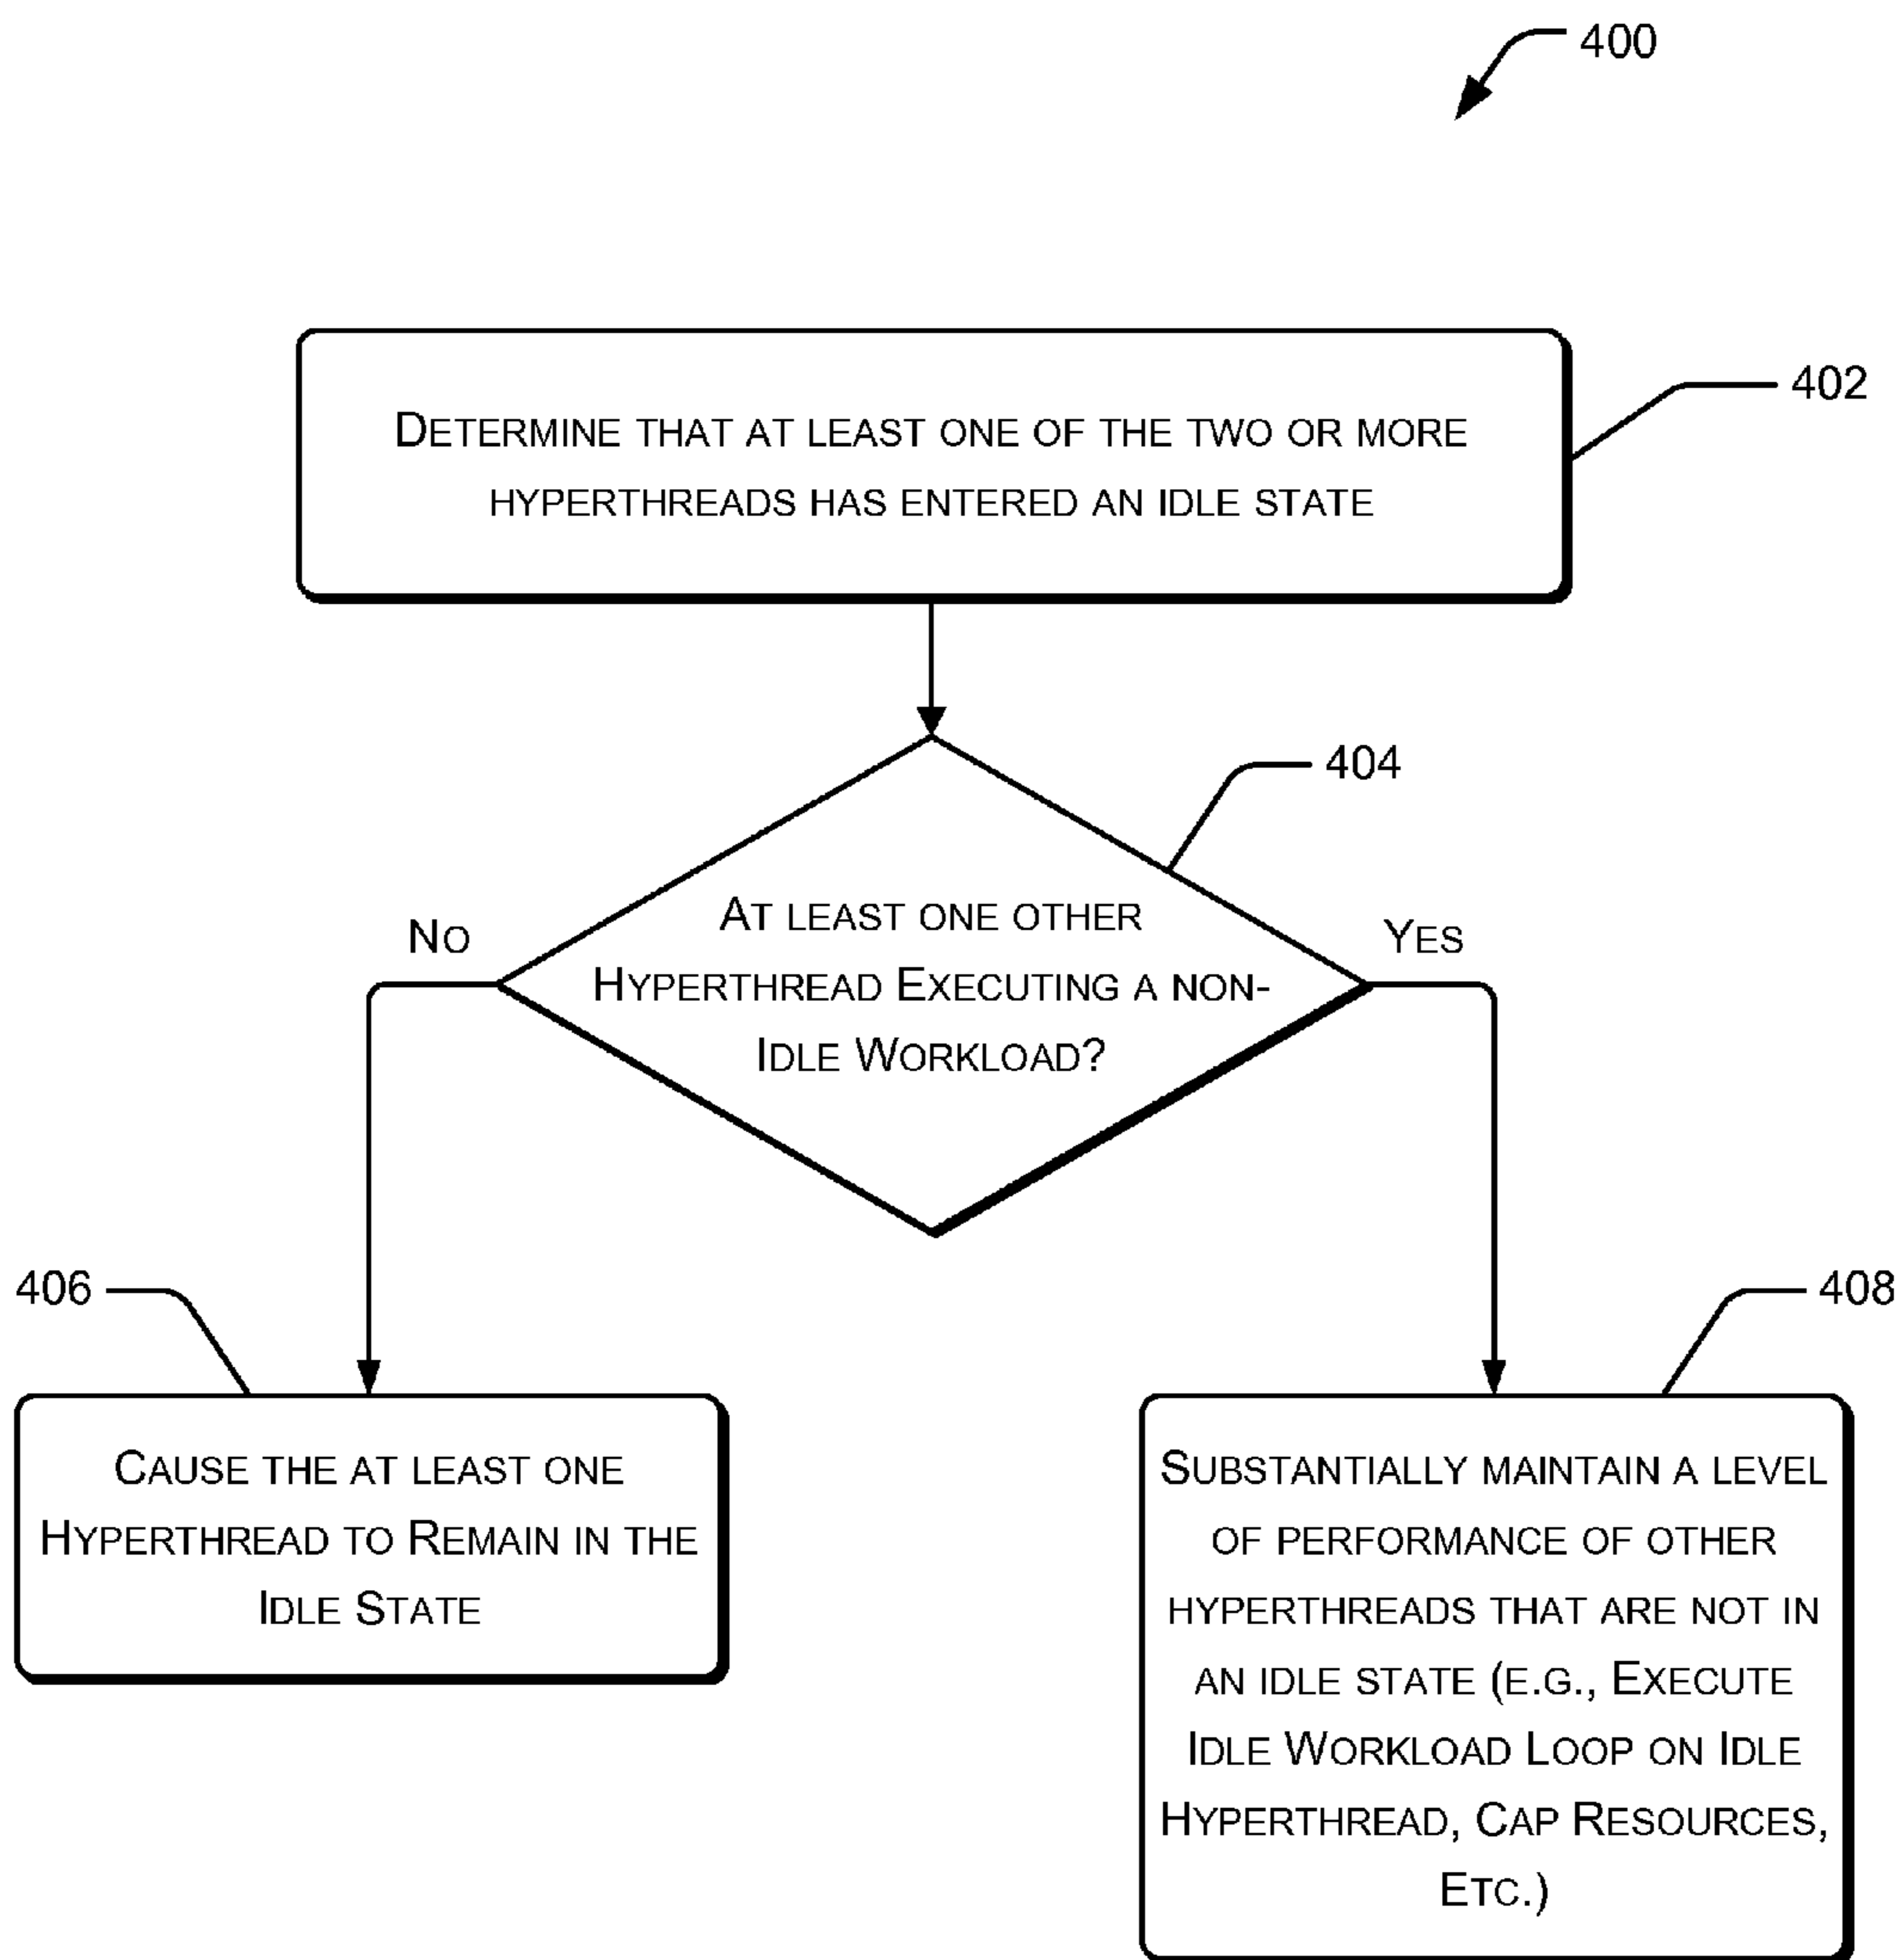 400
DETERMINE THAT AT LEAST ONE OF THE TWO OR MORE
HYPERTHREADS HAS ENTERED AN IDLE STATE
402
404
NO
YES
AT LEAST ONE OTHER
HYPERTHREAD EXECUTING A NON-
IDLE WORKLOAD?
406
408
CAUSE THE AT LEAST ONE
HYPERTHREAD TO REMAIN IN THE
IDLE STATE
SUBSTANTIALLY MAINTAIN A LEVEL
OF PERFORMANCE OF OTHER
HYPERTHREADS THAT ARE NOT IN
AN IDLE STATE (E.G., EXECUTE
IDLE WORKLOAD LOOP ON IDLE
HYPERTHREAD, CAP RESOURCES,
ETC.)